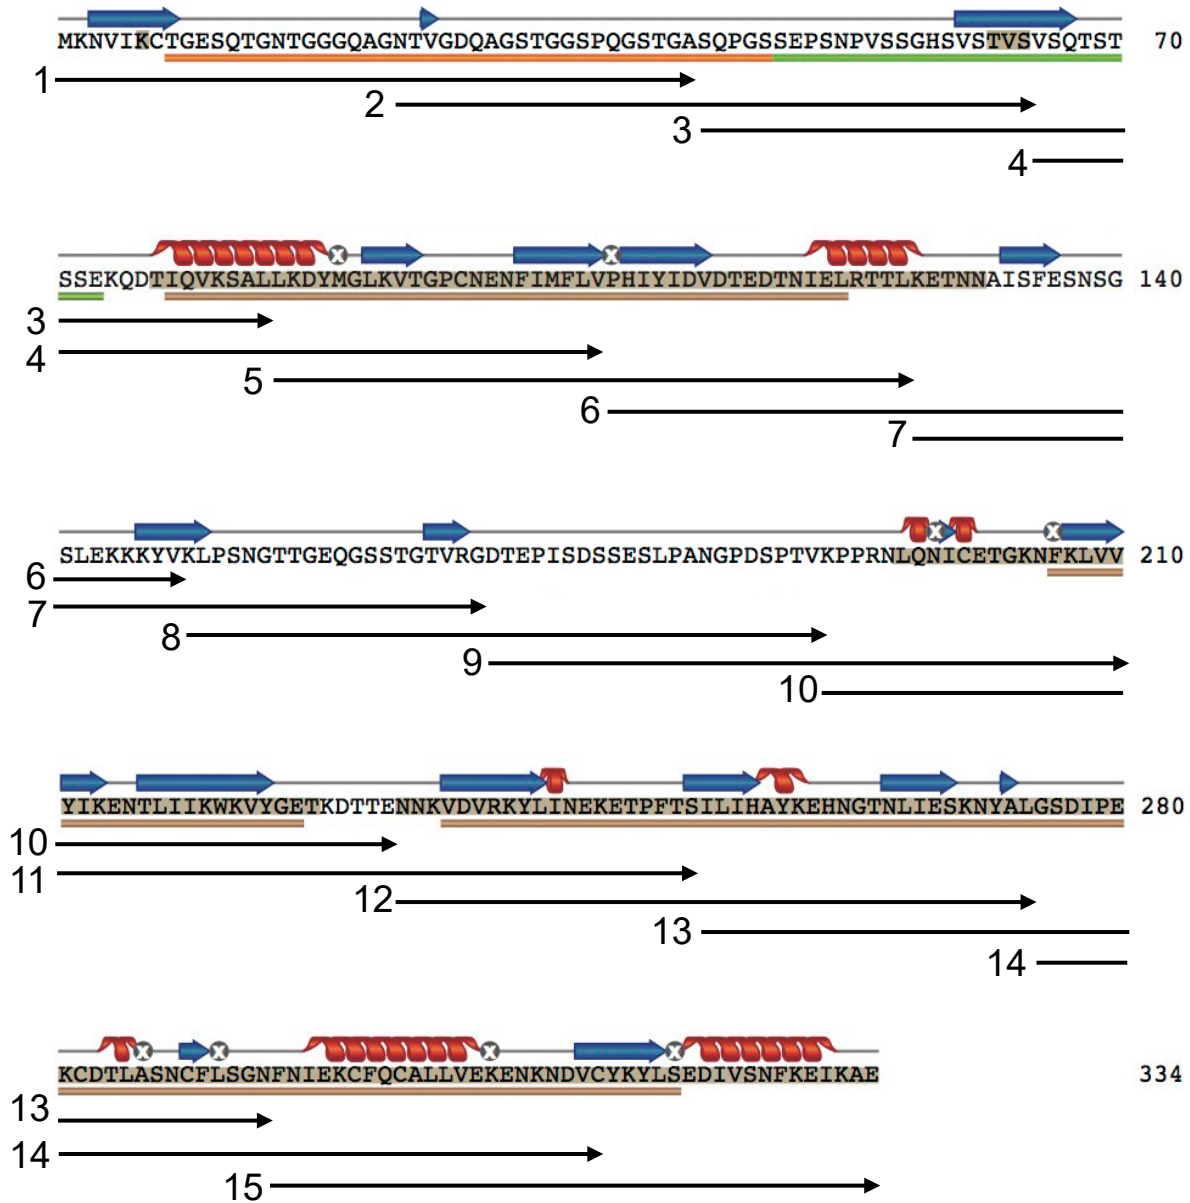 MKNVIKCTGESQTGNTGGGQAGNTVGDQAGSTGGSPQGSTGASQPGSSEPSNPVSSGHSVSTVSVSQTST 70
1
2
3
4
X X
SSEKQDTIQVKSALLKDYMGLKVTGPCNENFIMFLVPHIYIDVDTEDTNIELRTTLKETNNAISFESNSG 140
3
4
5
6
7
X X
SLEKKKYVKLPSNGTTGEQGSSTGTVRGDTEPISDSSESLPANGPDSPTVKPPRNLQNICETGKNFKLVV 210
6
7
8
9
10
YIKENTLIIKWKVYGETKDTTENNKVDVRKYLINEKETPFTSILIHAYKEHNGTNLIESKNYALGSDIPE 280
10
11
12
13
14
X X X X
KCDTLASNCFLSGNFNIEKCFQCALLVEKENKNDVCYKYLSEDIVSNFKEIKAE 334
13
14
15